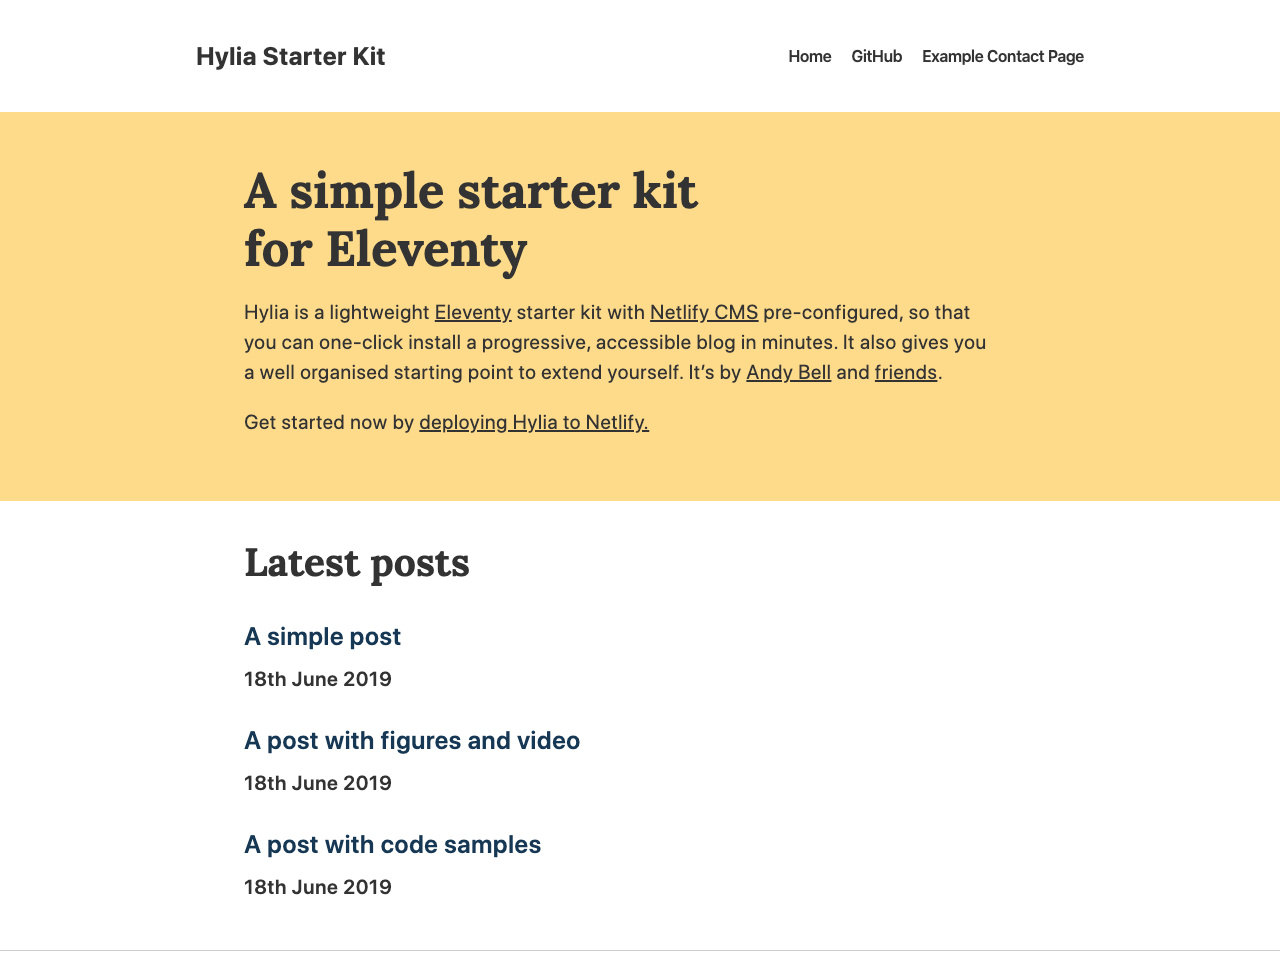 Hylia Starter Kit
Home GitHub Example Contact Page
A simple starter kit
for Eleventy
Hylia is a lightweight Eleventy starter kit with Netlify CMS pre-configured, so that
you can one-click install a progressive, accessible blog in minutes. It also gives you
a well organised starting point to extend yourself. It’s by Andy Bell and friends.
Get started now by deploying Hylia to Netlify.
Latest posts
A simple post
18th June 2019
A post with figures and video
18th June 2019
A post with code samples
18th June 2019